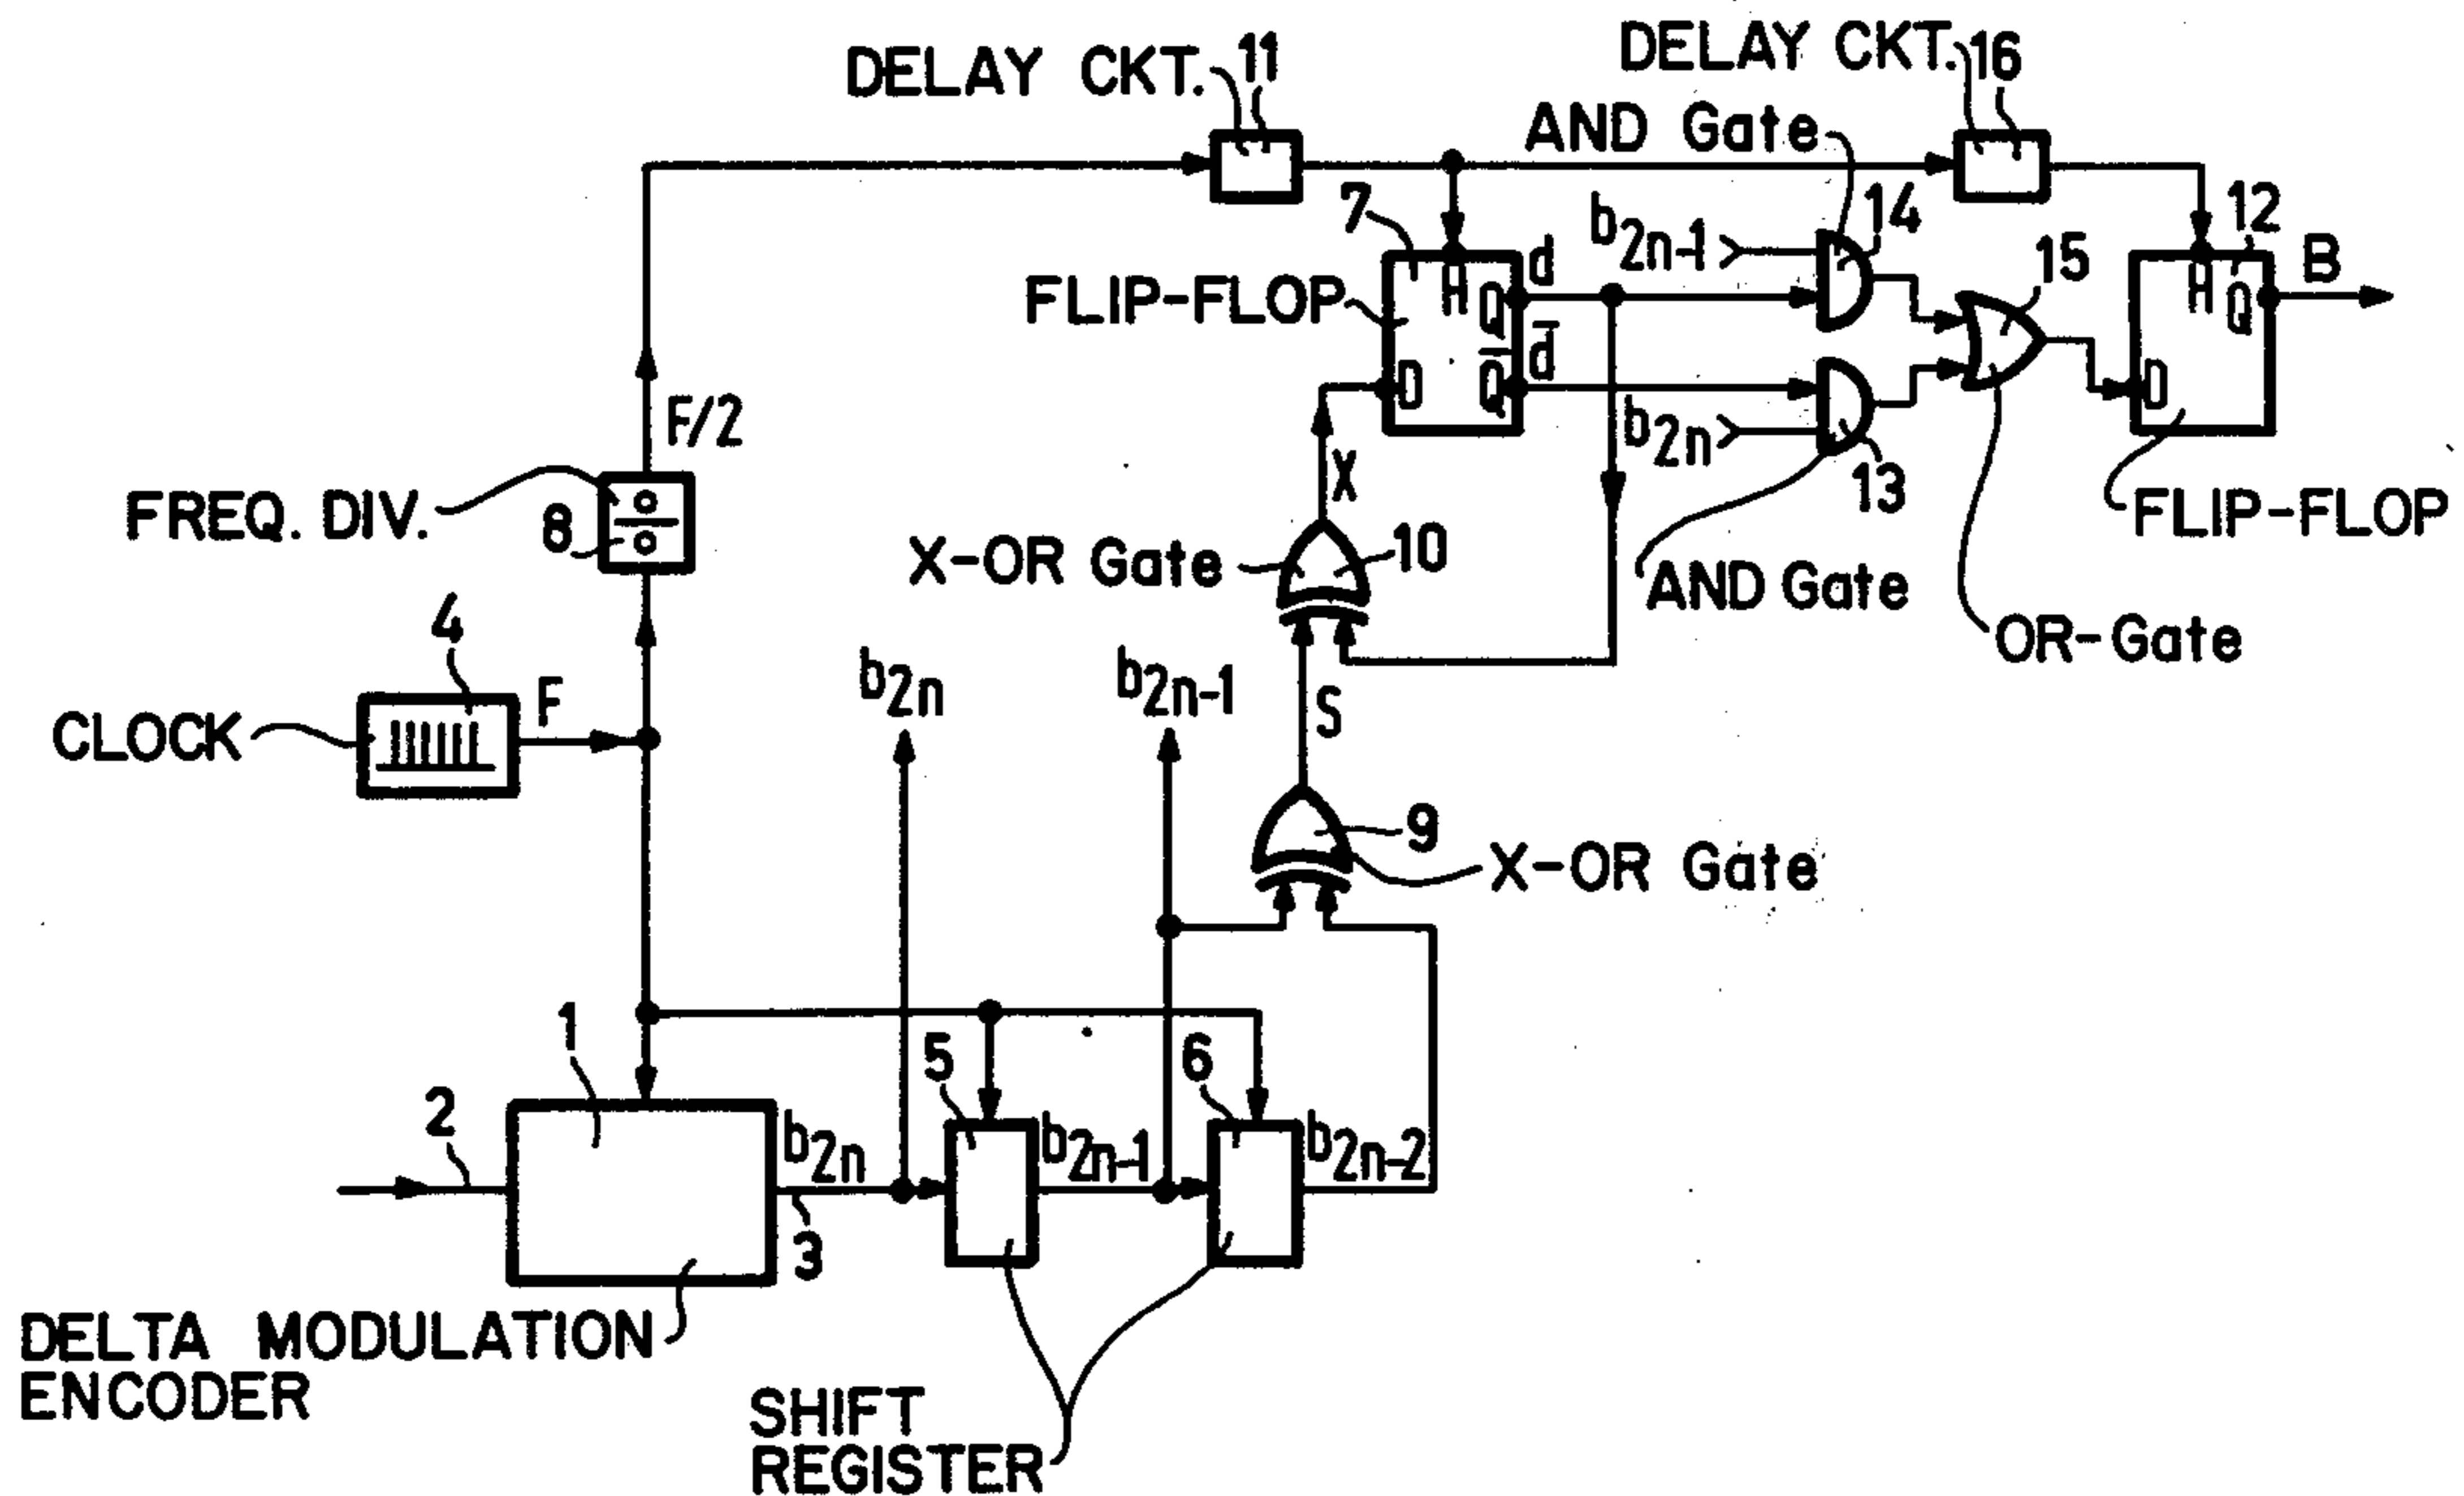 DELAY CKT. 11
DELAY CKT. 16
AND Gate
14
7
b2n-1
12
15
B
d
FLIP-FLOP
H
Q
H
Q
d̅
D
Q̅
D
F/2
b2n
X
13
FREQ. DIV.
8
FLIP-FLOP
X-OR Gate
10
AND Gate
OR-Gate
4
b2n
b2n-1
F
S
CLOCK
9
X-OR Gate
1
5
6
2
b2n
b2n-1
b2n-2
3
DELTA MODULATION
ENCODER
SHIFT
REGISTER